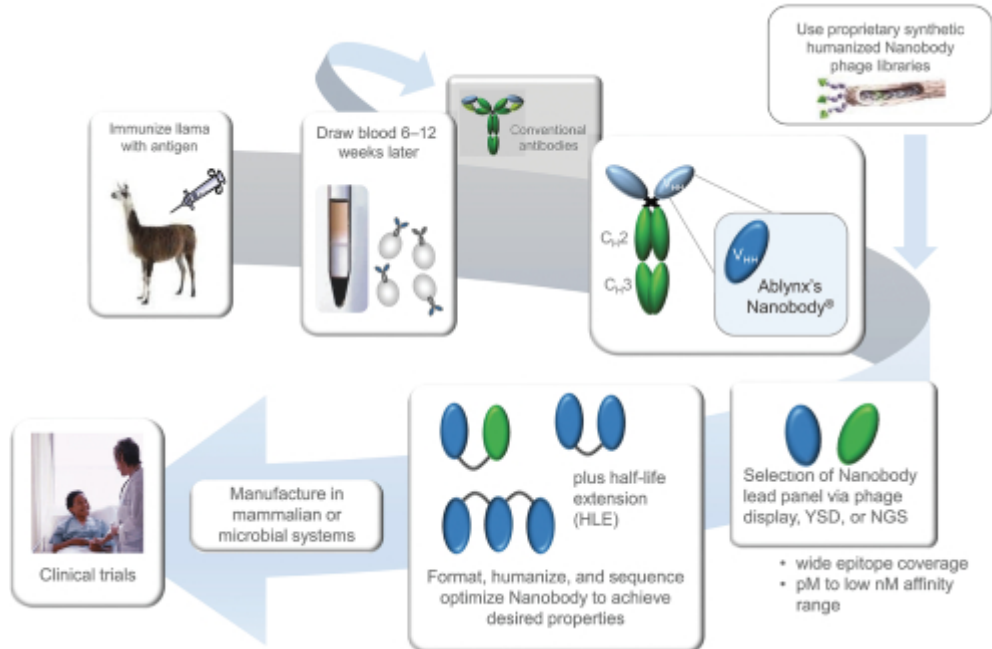 Immunize llama
with antigen
Draw blood 6–12
weeks later
Conventional
antibodies
Use proprietary synthetic
humanized Nanobody
phage libraries
VHH
CH2
CH3
VHH
Ablynx's
Nanobody®
Selection of Nanobody
lead panel via phage
display, YSD, or NGS
• wide epitope coverage
• pM to low nM affinity
range
plus half-life
extension
(HLE)
Format, humanize, and sequence
optimize Nanobody to achieve
desired properties
Manufacture in
mammalian or
microbial systems
Clinical trials